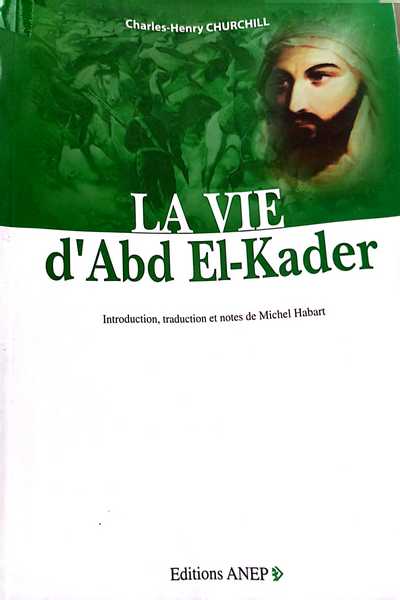 Charles-Henry CHURCHILL
LA VIE
d'Abd El-Kader
Introduction, traduction et notes de Michel Habart
Editions ANEP